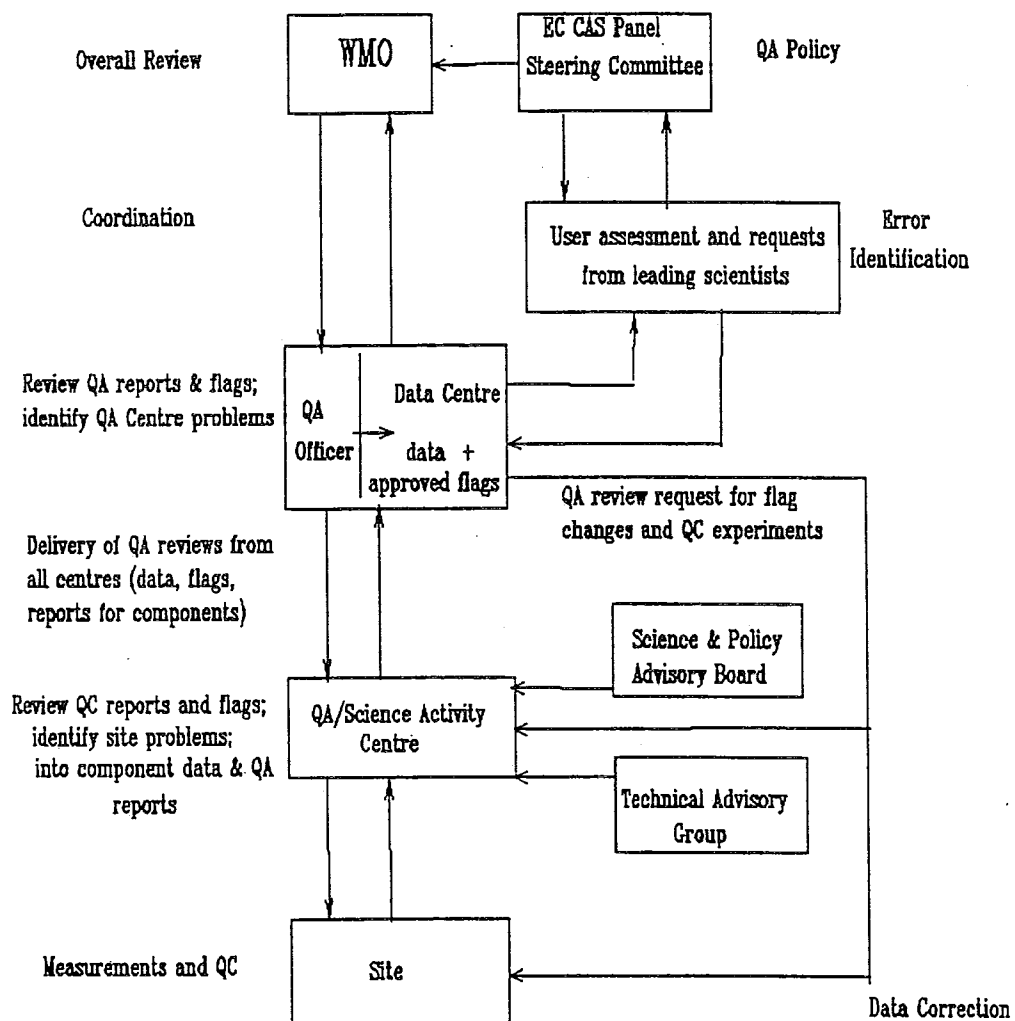 Overall Review
WMO
EC CAS Panel
Steering Committee
QA Policy
Coordination
User assessment and requests
from leading scientists
Error
Identification
Review QA reports & flags;
identify QA Centre problems
QA
Officer
Data Centre
data +
approved flags
QA review request for flag
changes and QC experiments
Delivery of QA reviews from
all centres (data, flags,
reports for components)
Science & Policy
Advisory Board
Review QC reports and flags;
identify site problems;
into component data & QA
reports
QA/Science Activity
Centre
Technical Advisory
Group
Measurements and QC
Site
Data Correction